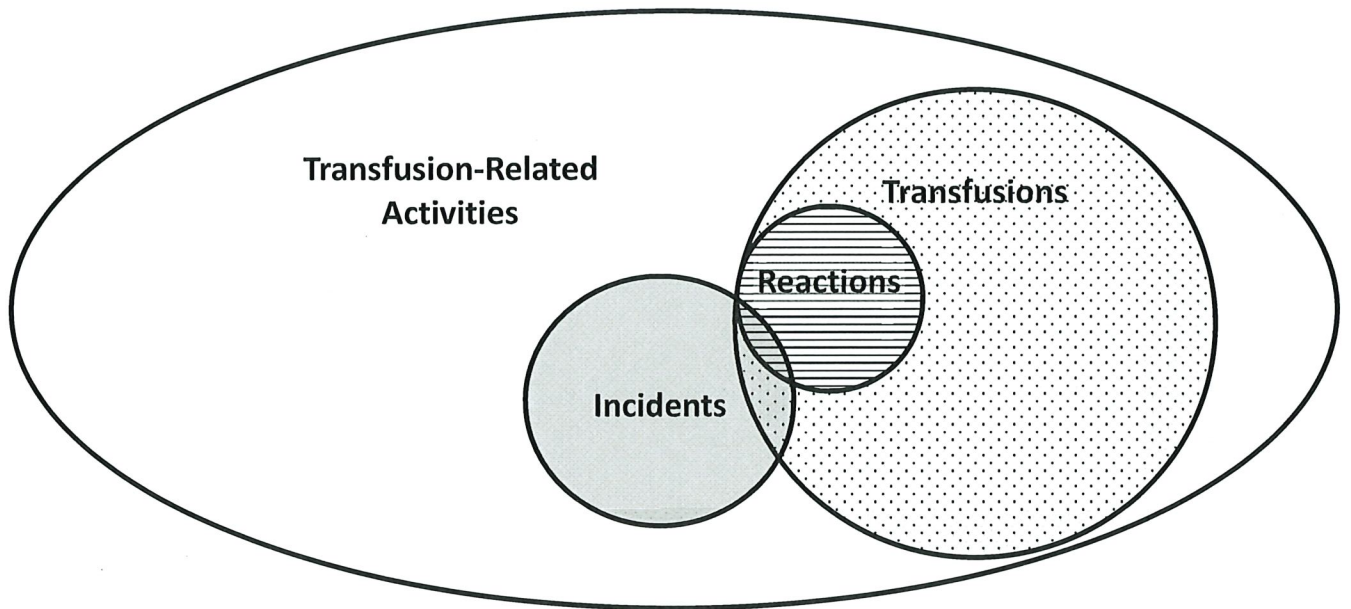 Transfusion-Related
Activities
Transfusions
Reactions
Incidents